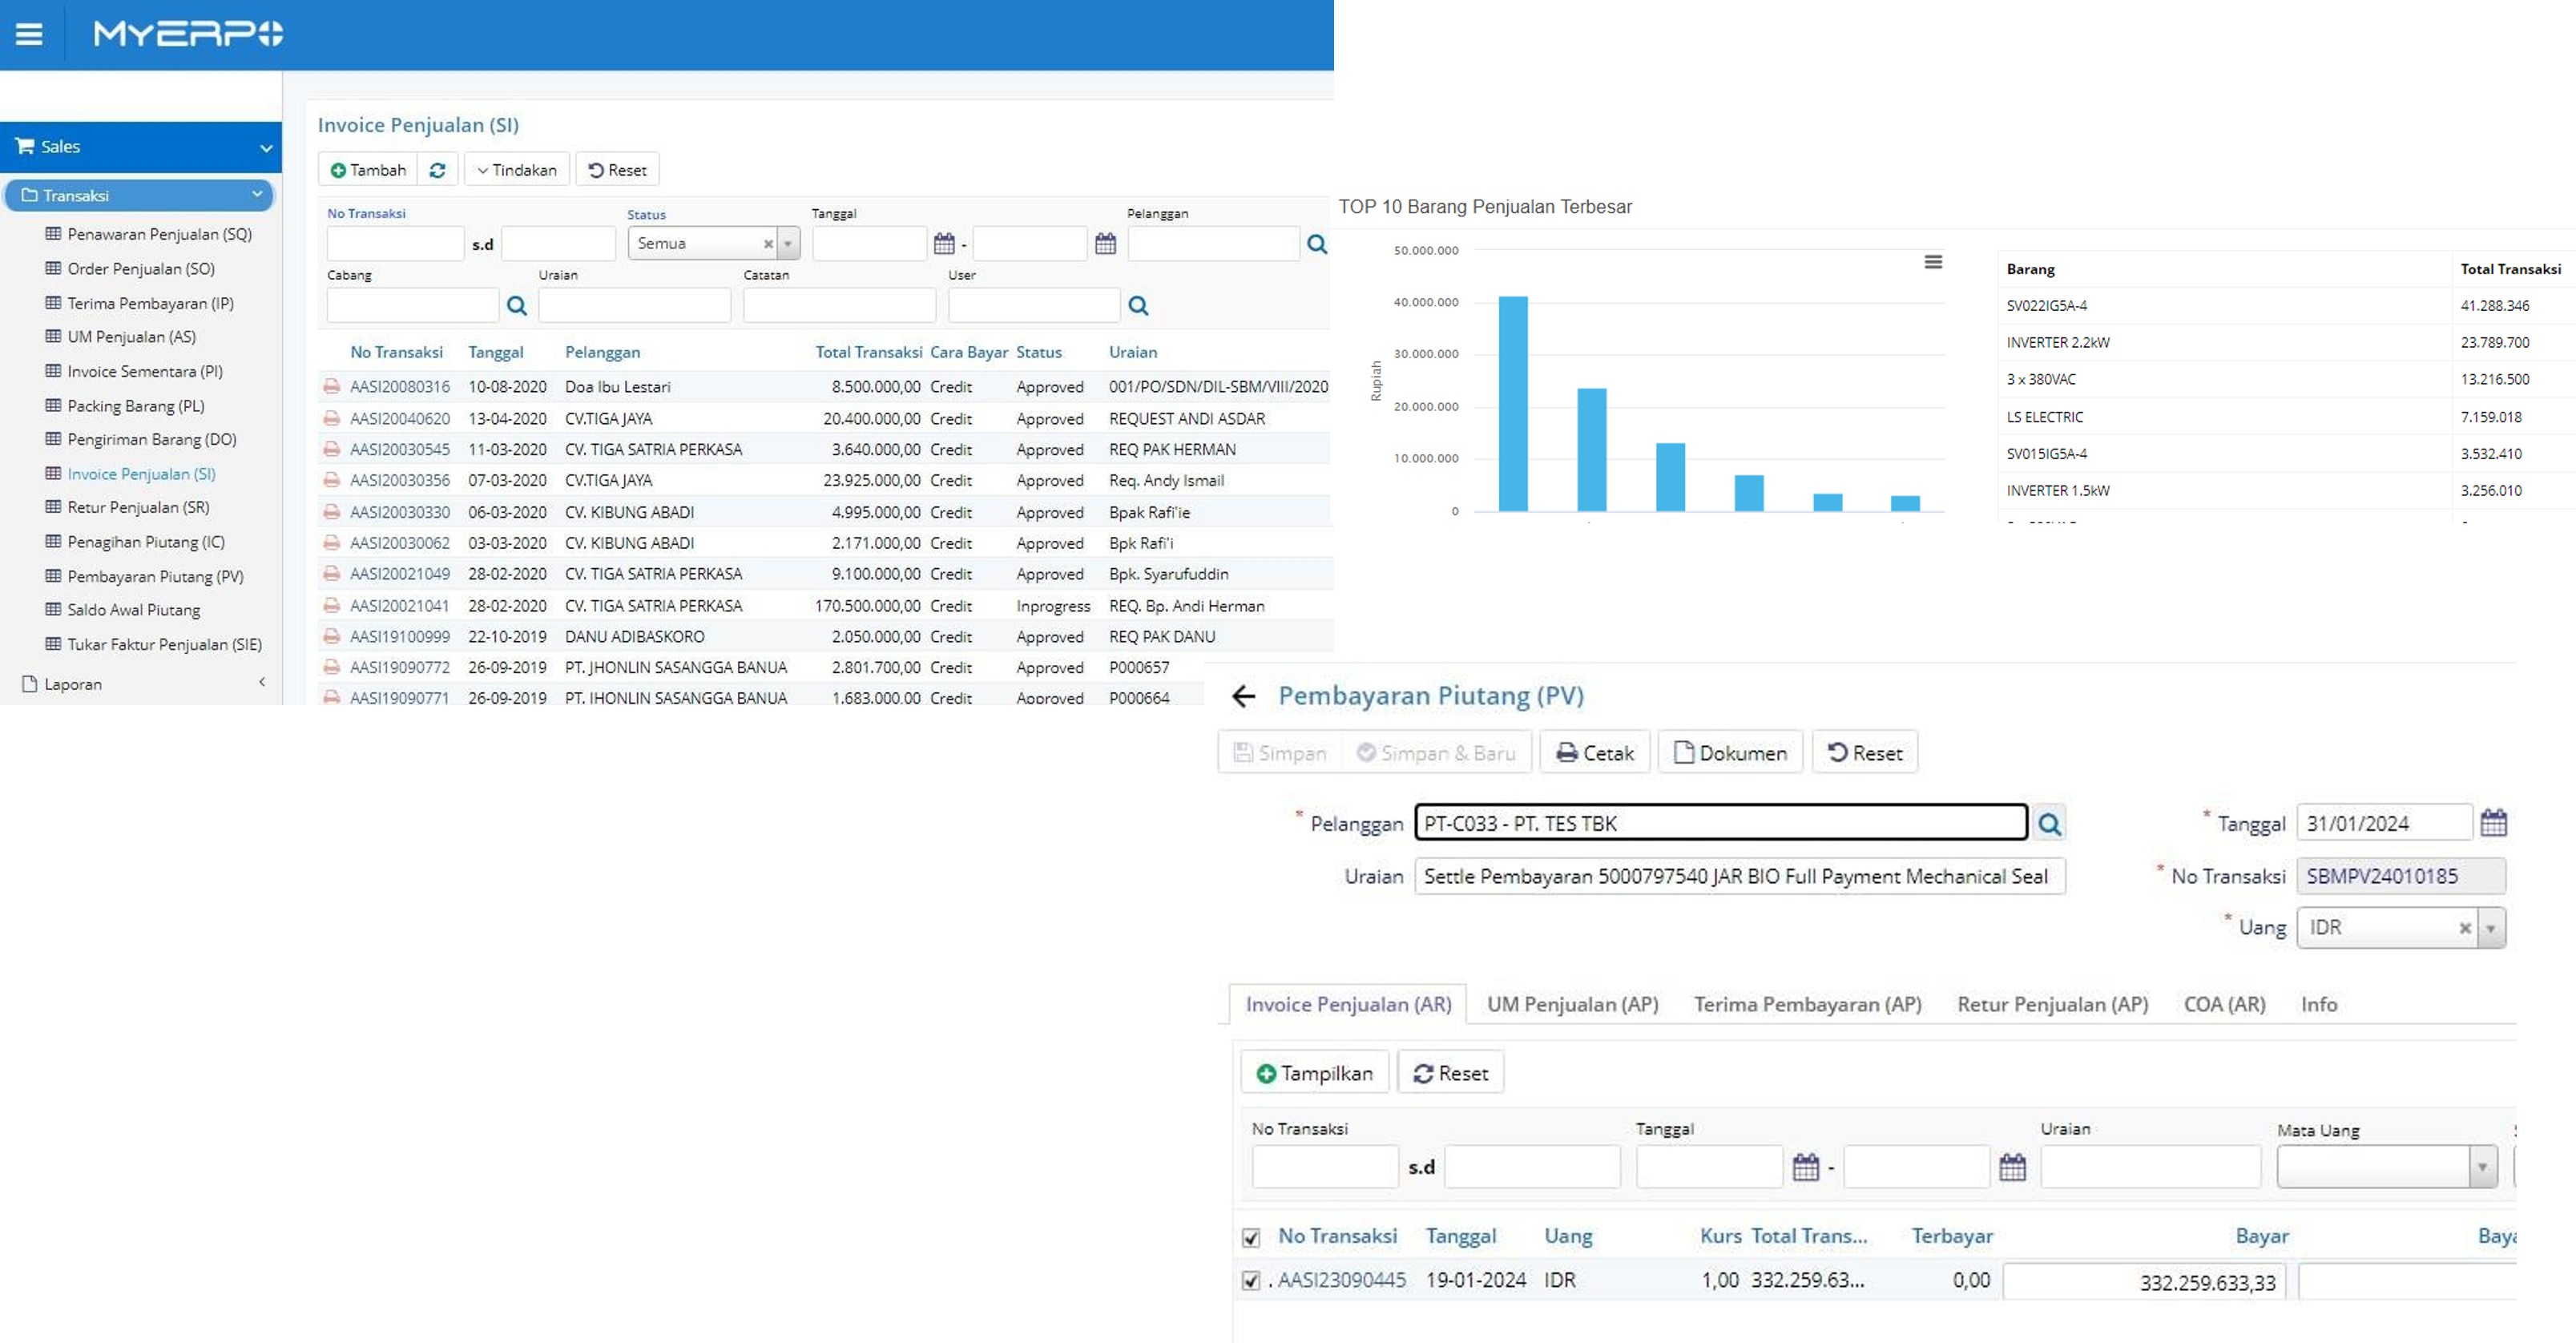 MYERP
Sales
Transaksi
Penawaran Penjualan (SQ)
Order Penjualan (SO)
Terima Pembayaran (IP)
UM Penjualan (AS)
Invoice Sementara (PI)
Packing Barang (PL)
Pengiriman Barang (DO)
Invoice Penjualan (SI)
Retur Penjualan (SR)
Penagihan Piutang (IC)
Pembayaran Piutang (PV)
Saldo Awal Piutang
Tukar Faktur Penjualan (SIE)
Laporan
Invoice Penjualan (SI)
Tambah Tindakan Reset
No Transaksi Status Tanggal Pelanggan
s.d Semua -
Cabang Uraian Catatan User
No Transaksi Tanggal Pelanggan Total Transaksi Cara Bayar Status Uraian
AASI20080316 10-08-2020 Doa Ibu Lestari 8.500.000,00 Credit Approved 001/PO/SDN/DIL-SBM/VIII/2020
AASI20040620 13-04-2020 CV.TIGA JAYA 20.400.000,00 Credit Approved REQUEST ANDI ASDAR
AASI20030545 11-03-2020 CV. TIGA SATRIA PERKASA 3.640.000,00 Credit Approved REQ PAK HERMAN
AASI20030356 07-03-2020 CV.TIGA JAYA 23.925.000,00 Credit Approved Req. Andy Ismail
AASI20030330 06-03-2020 CV. KIBUNG ABADI 4.995.000,00 Credit Approved Bpak Rafi'ie
AASI20030062 03-03-2020 CV. KIBUNG ABADI 2.171.000,00 Credit Approved Bpk Rafi'i
AASI20021049 28-02-2020 CV. TIGA SATRIA PERKASA 9.100.000,00 Credit Approved Bpk. Syarufuddin
AASI20021041 28-02-2020 CV. TIGA SATRIA PERKASA 170.500.000,00 Credit Inprogress REQ. Bp. Andi Herman
AASI19100999 22-10-2019 DANU ADIBASKORO 2.050.000,00 Credit Approved REQ PAK DANU
AASI19090772 26-09-2019 PT. JHONLIN SASANGGA BANUA 2.801.700,00 Credit Approved P000657
AASI19090771 26-09-2019 PT. JHONLIN SASANGGA BANUA 1.683.000,00 Credit Approved P000664
TOP 10 Barang Penjualan Terbesar
50.000.000
40.000.000
30.000.000
20.000.000
10.000.000
0
Rupiah
Barang Total Transaksi
SV022IG5A-4 41.288.346
INVERTER 2.2kW 23.789.700
3 x 380VAC 13.216.500
LS ELECTRIC 7.159.018
SV015IG5A-4 3.532.410
INVERTER 1.5kW 3.256.010
Pembayaran Piutang (PV)
Simpan Simpan & Baru Cetak Dokumen Reset
* Pelanggan PT-C033 - PT. TES TBK * Tanggal 31/01/2024
Uraian Settle Pembayaran 5000797540 JAR BIO Full Payment Mechanical Seal * No Transaksi SBMPV24010185
* Uang IDR
Invoice Penjualan (AR) UM Penjualan (AP) Terima Pembayaran (AP) Retur Penjualan (AP) COA (AR) Info
Tampilkan Reset
No Transaksi Tanggal Uraian Mata Uang
s.d -
No Transaksi Tanggal Uang Kurs Total Trans... Terbayar Bayar Baya
. AASI23090445 19-01-2024 IDR 1,00 332.259.63... 0,00 332.259.633,33